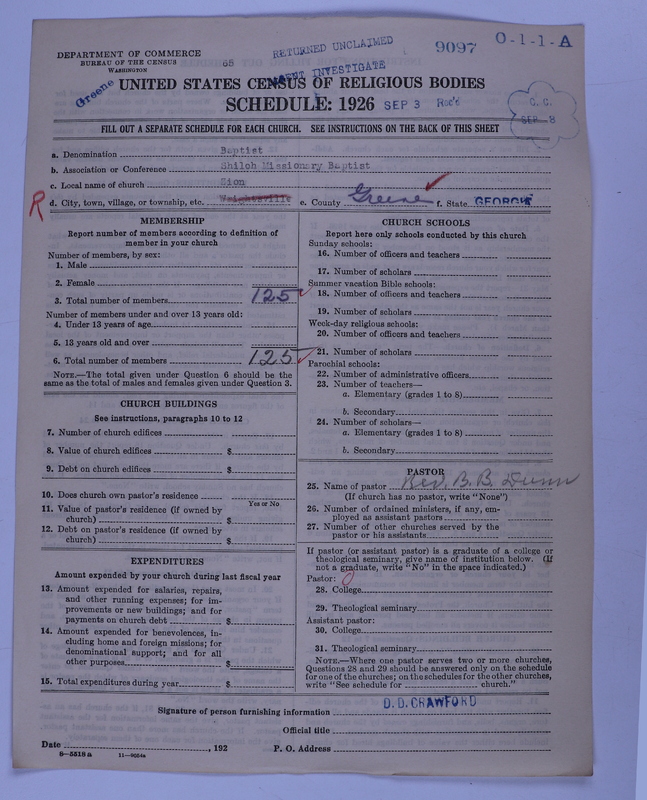 DEPARTMENT OF COMMERCE
BUREAU OF THE CENSUS
WASHINGTON
68
RETURNED UNCLAIMED
9097
O-1-1-A
Greene
AGENT INVESTIGATE
UNITED STATES CENSUS OF RELIGIOUS BODIES
SCHEDULE: 1926 SEP 3 Rec'd
C. C.
SEP 8
FILL OUT A SEPARATE SCHEDULE FOR EACH CHURCH. SEE INSTRUCTIONS ON THE BACK OF THIS SHEET
a. Denomination Baptist
b. Association or Conference Shiloh Missionary Baptist
c. Local name of church Zion
R d. City, town, village, or township, etc. Wrightsville e. County Greene f. State GEORGIA
MEMBERSHIP
Report number of members according to definition of
member in your church
Number of members, by sex:
1. Male
2. Female
3. Total number of members 125
Number of members under and over 13 years old:
4. Under 13 years of age
5. 13 years old and over
6. Total number of members 125
NOTE.—The total given under Question 6 should be the
same as the total of males and females given under Question 3.
CHURCH BUILDINGS
See instructions, paragraphs 10 to 12
7. Number of church edifices
8. Value of church edifices $
9. Debt on church edifices $
10. Does church own pastor's residence
Yes or No
11. Value of pastor's residence (if owned by
church) $
12. Debt on pastor's residence (if owned by
church) $
EXPENDITURES
Amount expended by your church during last fiscal year
13. Amount expended for salaries, repairs,
and other running expenses; for im-
provements or new buildings; and for
payments on church debt $
14. Amount expended for benevolences, in-
cluding home and foreign missions; for
denominational support; and for all
other purposes $
15. Total expenditures during year $
CHURCH SCHOOLS
Report here only schools conducted by this church
Sunday schools:
16. Number of officers and teachers
17. Number of scholars
Summer vacation Bible schools:
18. Number of officers and teachers
19. Number of scholars
Week-day religious schools:
20. Number of officers and teachers
21. Number of scholars
Parochial schools:
22. Number of administrative officers
23. Number of teachers—
a. Elementary (grades 1 to 8)
b. Secondary
24. Number of scholars—
a. Elementary (grades 1 to 8)
b. Secondary
PASTOR
25. Name of pastor Rev. B. B. Dunn
(If church has no pastor, write "None")
26. Number of ordained ministers, if any, em-
ployed as assistant pastors
27. Number of other churches served by the
pastor or his assistants
If pastor (or assistant pastor) is a graduate of a college or
theological seminary, give name of institution below. (If
not a graduate, write "No" in the space indicated.)
Pastor:
28. College
29. Theological seminary
Assistant pastor:
30. College
31. Theological seminary
NOTE.—Where one pastor serves two or more churches,
Questions 28 and 29 should be answered only on the schedule
for one of the churches; on the schedules for the other churches,
write "See schedule for church."
Signature of person furnishing information D. D. CRAWFORD
Official title
Date , 192 P. O. Address
8—5518a 11—9084a